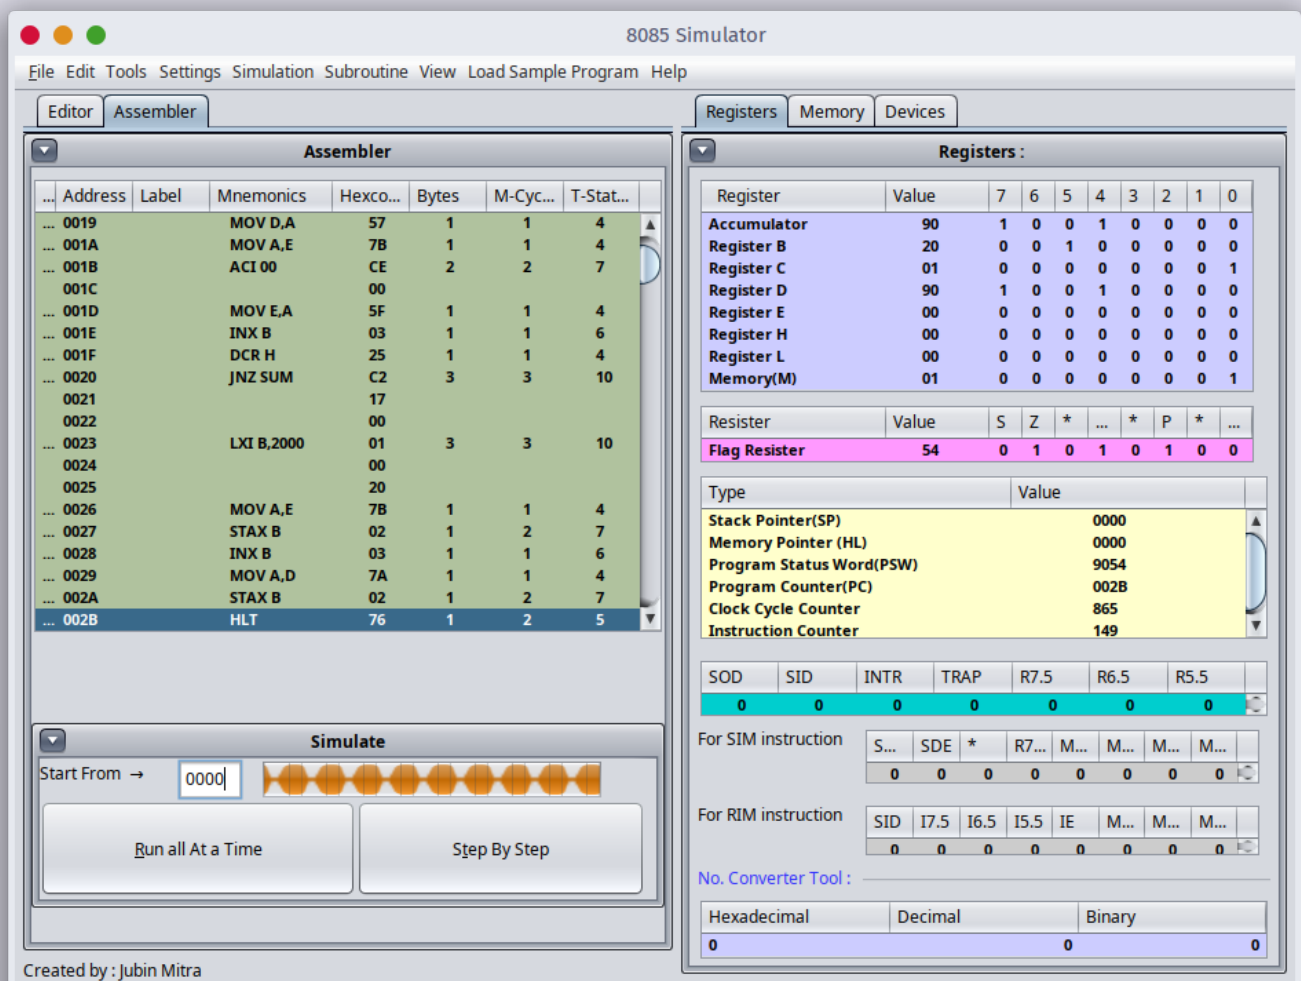 8085 Simulator
File Edit Tools Settings Simulation Subroutine View Load Sample Program Help
Editor Assembler
Assembler
... Address Label Mnemonics Hexco... Bytes M-Cyc... T-Stat...
... 0019 MOV D,A 57 1 1 4
... 001A MOV A,E 7B 1 1 4
... 001B ACI 00 CE 2 2 7
001C 00
... 001D MOV E,A 5F 1 1 4
... 001E INX B 03 1 1 6
... 001F DCR H 25 1 1 4
... 0020 JNZ SUM C2 3 3 10
0021 17
0022 00
... 0023 LXI B,2000 01 3 3 10
0024 00
0025 20
... 0026 MOV A,E 7B 1 1 4
... 0027 STAX B 02 1 2 7
... 0028 INX B 03 1 1 6
... 0029 MOV A,D 7A 1 1 4
... 002A STAX B 02 1 2 7
... 002B HLT 76 1 2 5
Simulate
Start From → 0000
Run all At a Time Step By Step
Created by : Jubin Mitra
Registers Memory Devices
Registers :
Register Value 7 6 5 4 3 2 1 0
Accumulator 90 1 0 0 1 0 0 0 0
Register B 20 0 0 1 0 0 0 0 0
Register C 01 0 0 0 0 0 0 0 1
Register D 90 1 0 0 1 0 0 0 0
Register E 00 0 0 0 0 0 0 0 0
Register H 00 0 0 0 0 0 0 0 0
Register L 00 0 0 0 0 0 0 0 0
Memory(M) 01 0 0 0 0 0 0 0 1
Resister Value S Z * ... * P * ...
Flag Resister 54 0 1 0 1 0 1 0 0
Type Value
Stack Pointer(SP) 0000
Memory Pointer (HL) 0000
Program Status Word(PSW) 9054
Program Counter(PC) 002B
Clock Cycle Counter 865
Instruction Counter 149
SOD SID INTR TRAP R7.5 R6.5 R5.5
0 0 0 0 0 0 0
For SIM instruction S... SDE * R7... M... M... M... M...
0 0 0 0 0 0 0 0
For RIM instruction SID I7.5 I6.5 I5.5 IE M... M... M...
0 0 0 0 0 0 0 0
No. Converter Tool :
Hexadecimal Decimal Binary
0 0 0